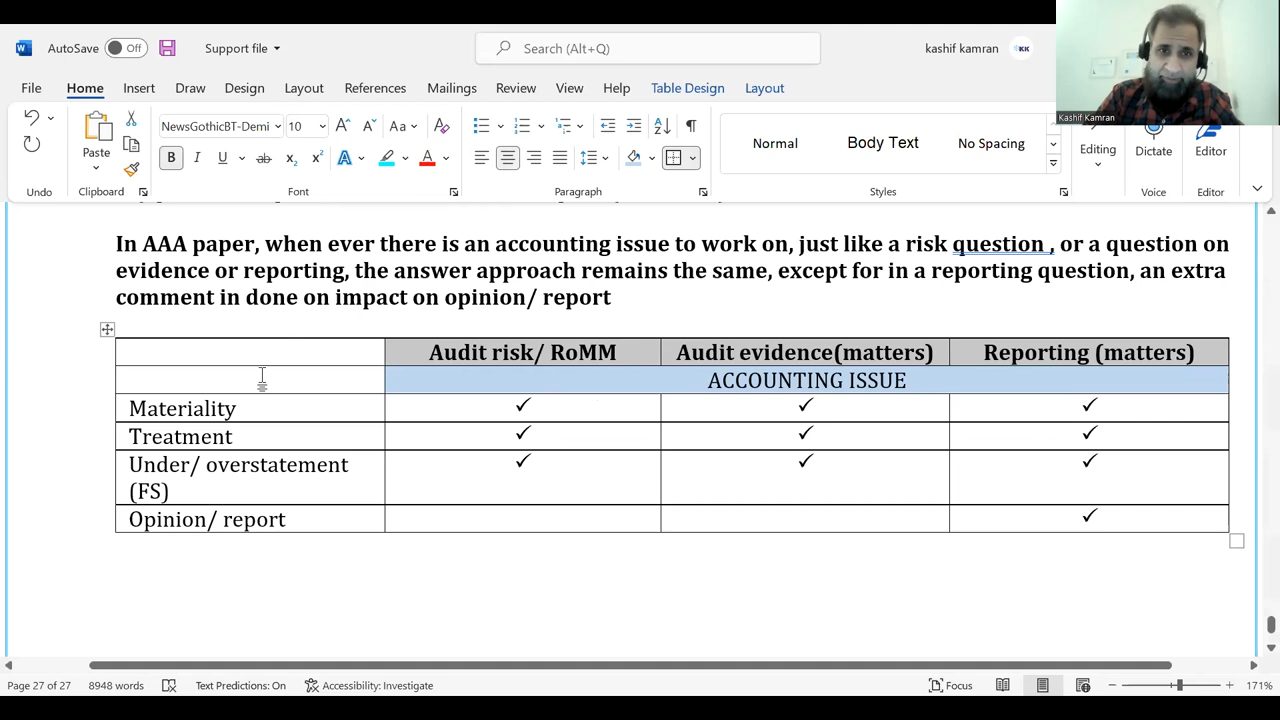 AutoSave Off Support file Search (Alt+Q) kashif kamran KK
File Home Insert Draw Design Layout References Mailings Review View Help Table Design Layout
NewsGothicBT-Demi 10 Aa
Paste
Normal Body Text No Spacing
Editing Dictate Editor
Undo Clipboard Font Paragraph Styles Voice Editor
Kashif Kamran
In AAA paper, when ever there is an accounting issue to work on, just like a risk question , or a question on
evidence or reporting, the answer approach remains the same, except for in a reporting question, an extra
comment in done on impact on opinion/ report
Audit risk/ RoMM Audit evidence(matters) Reporting (matters)
ACCOUNTING ISSUE
Materiality ✓ ✓ ✓
Treatment ✓ ✓ ✓
Under/ overstatement ✓ ✓ ✓
(FS)
Opinion/ report ✓
Page 27 of 27 8948 words Text Predictions: On Accessibility: Investigate Focus 171%